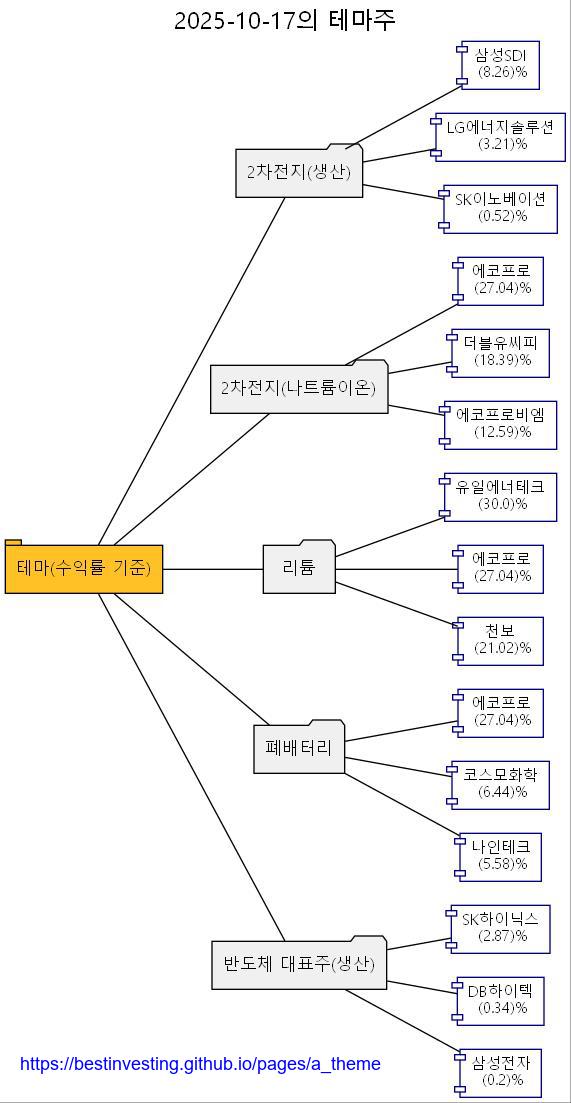 2025-10-17의 테마주
테마(수익률 기준)
2차전지(생산)
삼성SDI
(8.26)%
LG에너지솔루션
(3.21)%
SK이노베이션
(0.52)%
2차전지(나트륨이온)
에코프로
(27.04)%
더블유씨피
(18.39)%
에코프로비엠
(12.59)%
리튬
유일에너테크
(30.0)%
에코프로
(27.04)%
천보
(21.02)%
폐배터리
에코프로
(27.04)%
코스모화학
(6.44)%
나인테크
(5.58)%
반도체 대표주(생산)
SK하이닉스
(2.87)%
DB하이텍
(0.34)%
삼성전자
(0.2)%
https://bestinvesting.github.io/pages/a_theme